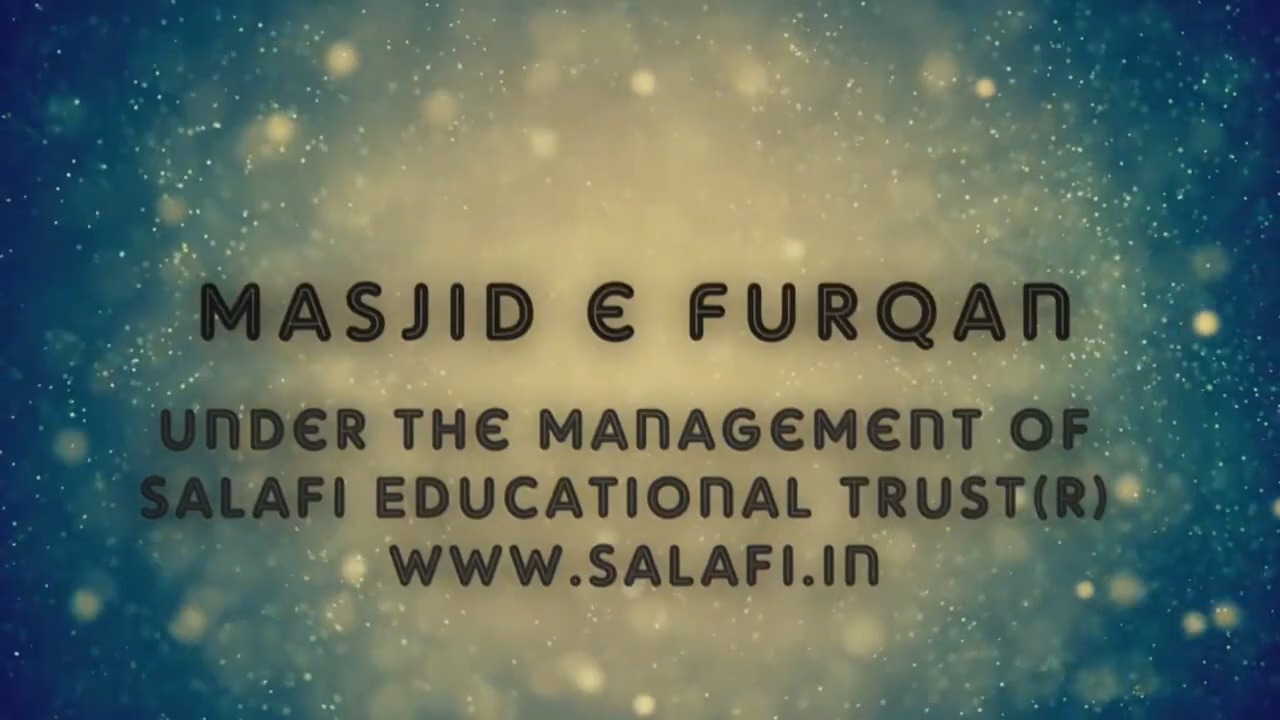 MASJID E FURQAN
UNDER THE MANAGEMENT OF
SALAFI EDUCATIONAL TRUST(R)
WWW.SALAFI.IN